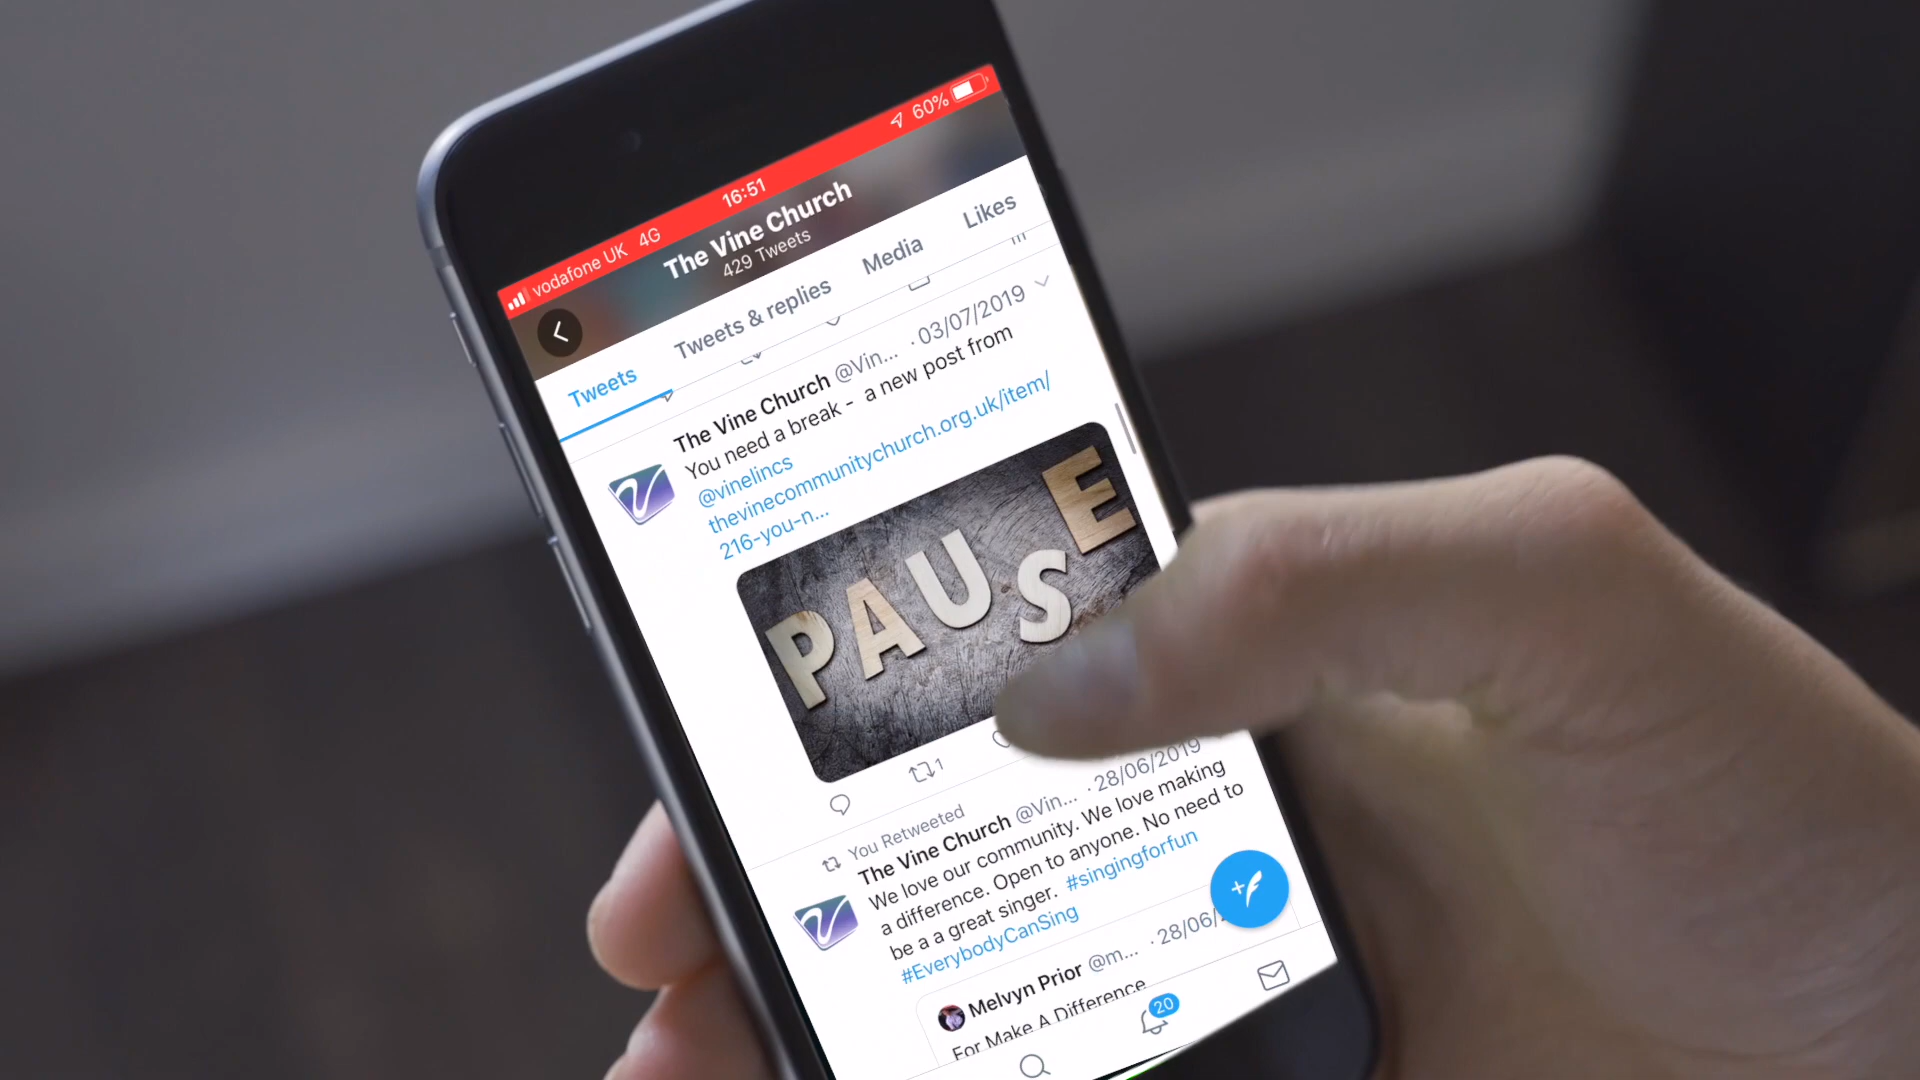 vodafone UK 4G 16:51 60%
The Vine Church
429 Tweets
Tweets Tweets & replies Media Likes
The Vine Church @Vin... · 03/07/2019
You need a break - a new post from
@vinelincs
thevinecommunitychurch.org.uk/item/
216-you-n...
PAUSE
1
You Retweeted
The Vine Church @Vin... · 28/06/2019
We love our community. We love making
a difference. Open to anyone. No need to
be a a great singer. #singingforfun
#EverybodyCanSing
Melvyn Prior @m... · 28/06/
For Make A Difference
20